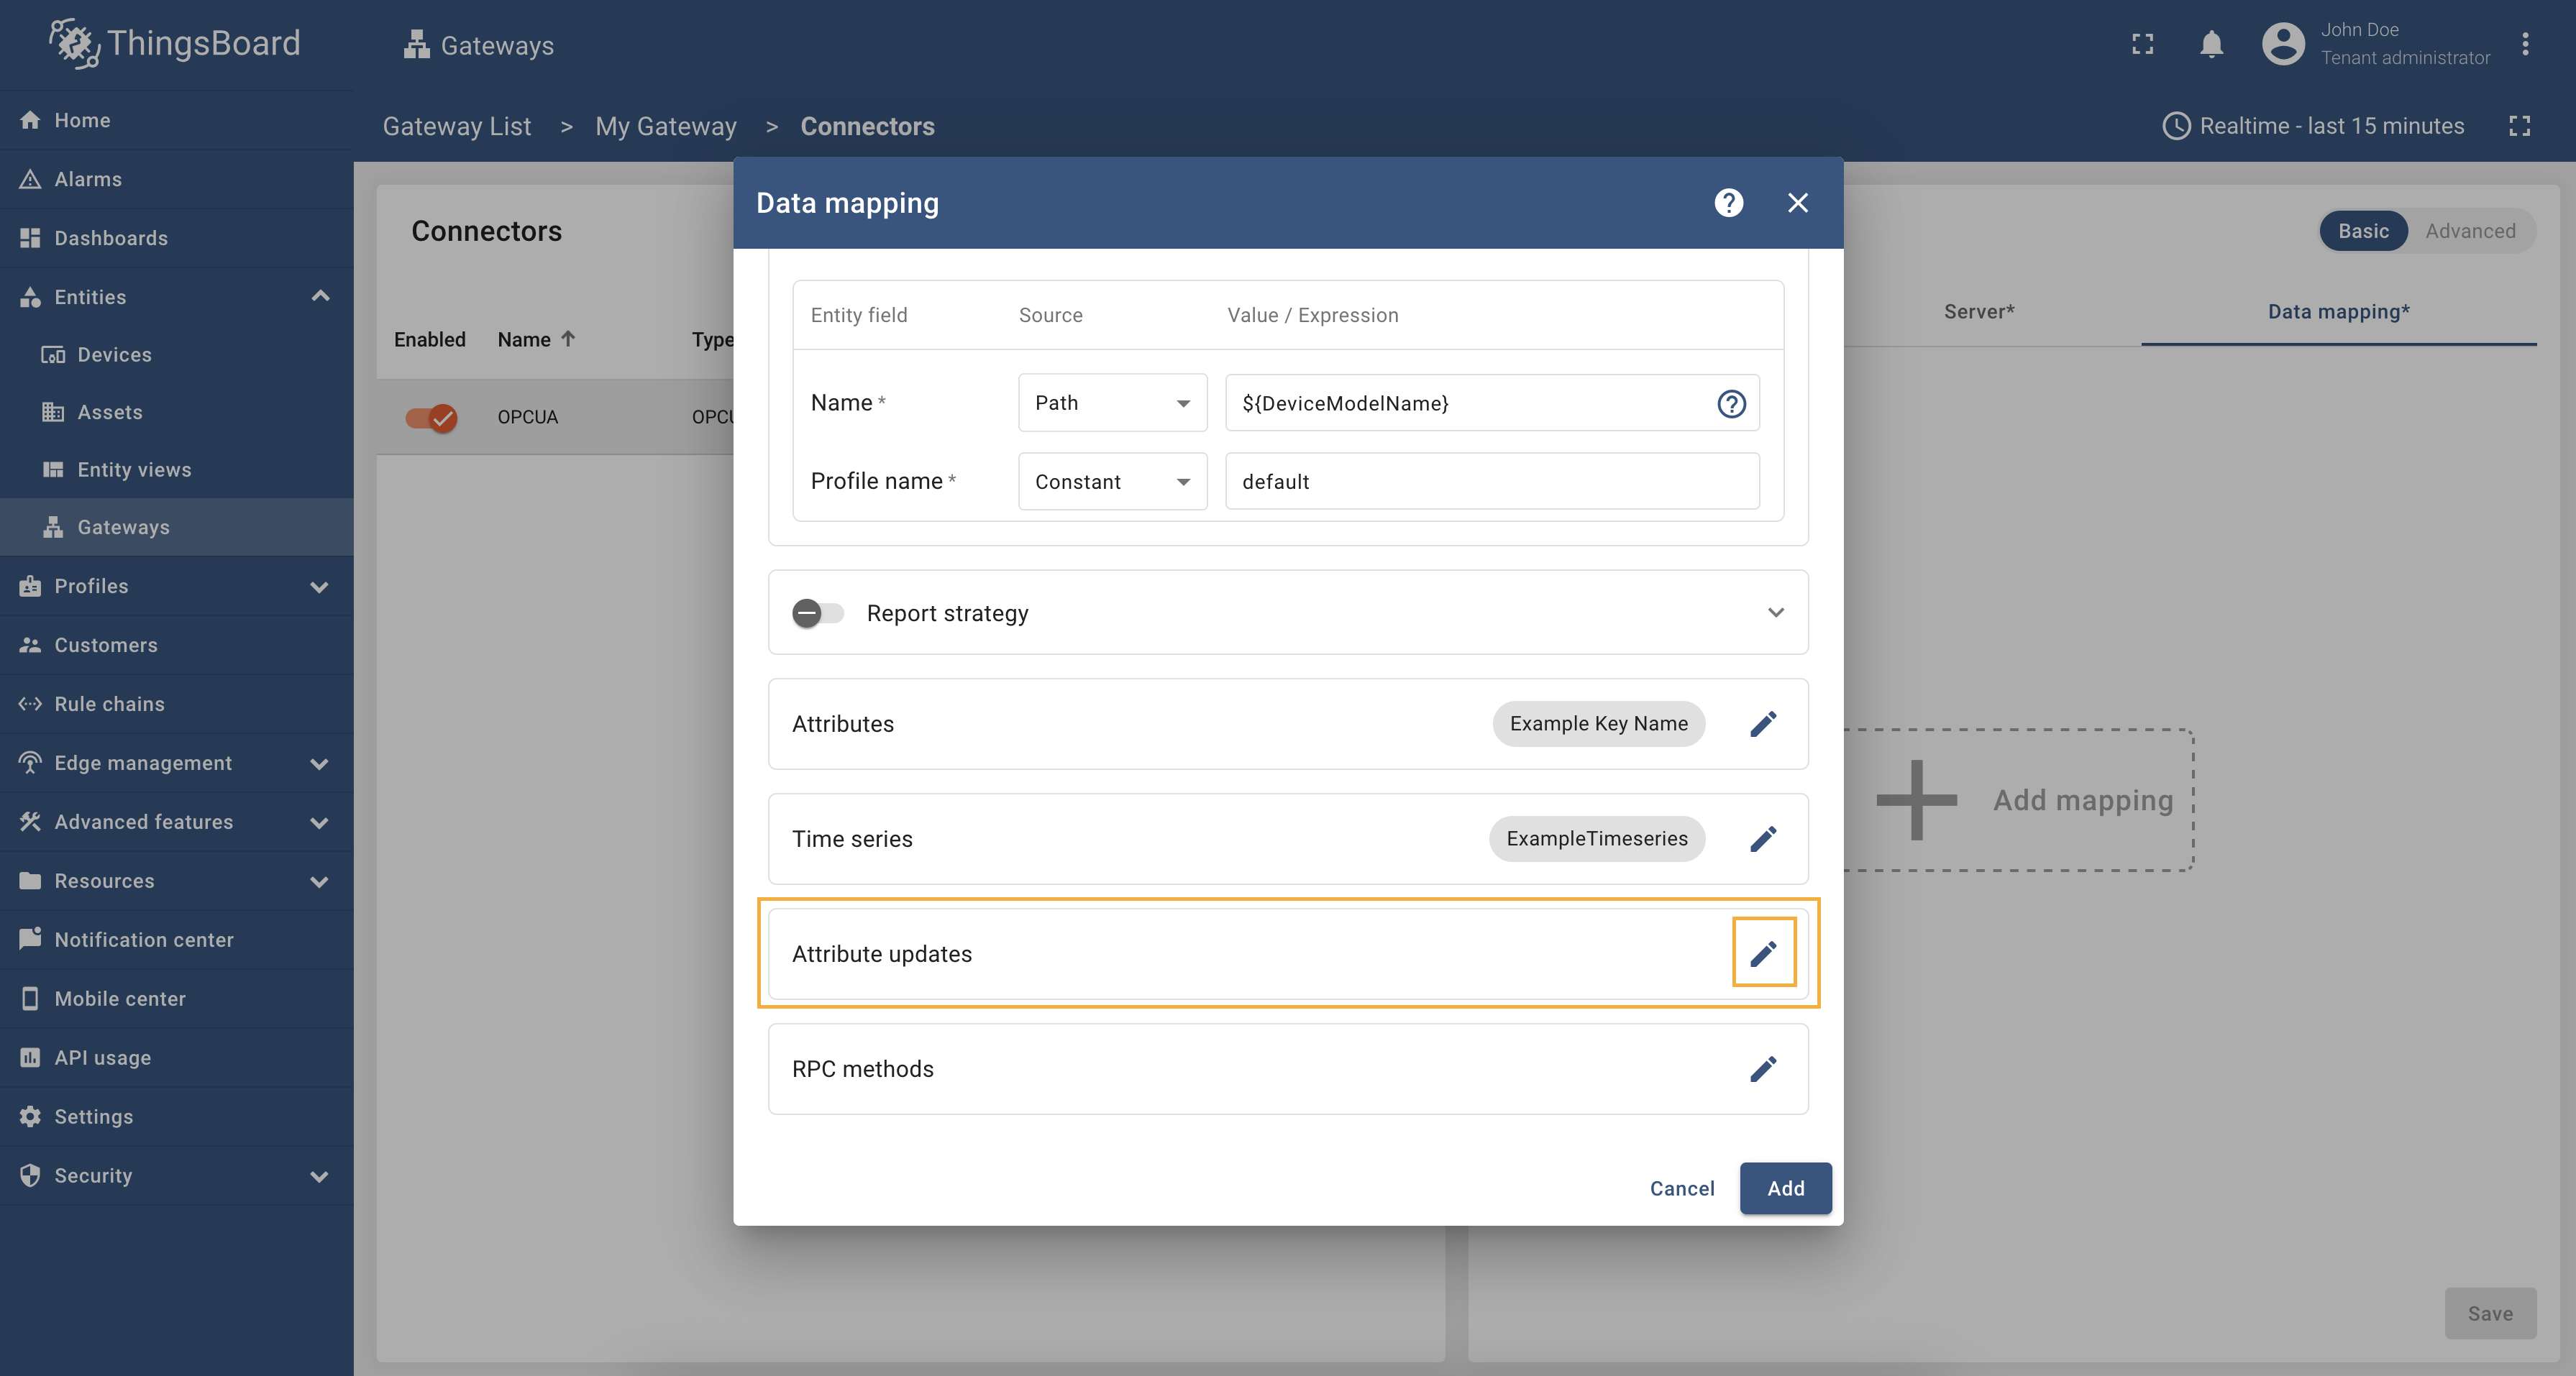 ThingsBoard
Gateways
John Doe
Tenant administrator
Gateway List > My Gateway > Connectors
Realtime - last 15 minutes
Home
Alarms
Dashboards
Entities
Devices
Assets
Entity views
Gateways
Profiles
Customers
Rule chains
Edge management
Advanced features
Resources
Notification center
Mobile center
API usage
Settings
Security
Connectors
Enabled Name Type
OPCUA OPCU
Data mapping
Entity field Source Value / Expression
Name * Path ${DeviceModelName}
Profile name * Constant default
Report strategy
Attributes Example Key Name
Time series ExampleTimeseries
Attribute updates
RPC methods
Cancel Add
Basic Advanced
Server* Data mapping*
Add mapping
Save